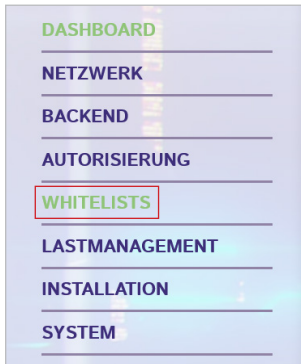 DASHBOARD
NETZWERK
BACKEND
AUTORISIERUNG
WHITELISTS
LASTMANAGEMENT
INSTALLATION
SYSTEM